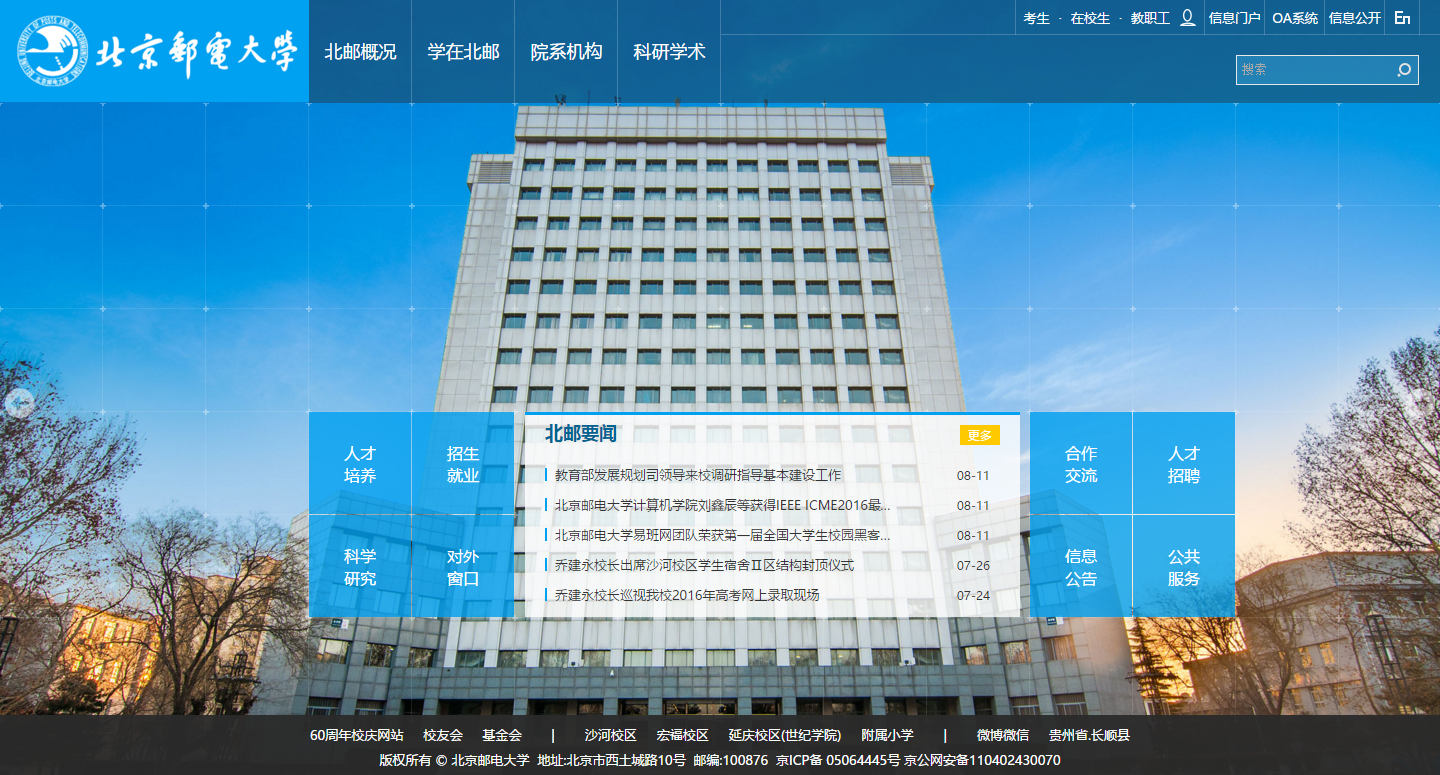 北京郵電大學
BEIJING UNIVERSITY OF POSTS AND TELECOMMUNICATIONS
北邮概况 学在北邮 院系机构 科研学术
考生 · 在校生 · 教职工 信息门户 OA系统 信息公开 En
搜索
人才培养
招生就业
科学研究
对外窗口
北邮要闻 更多
教育部发展规划司领导来校调研指导基本建设工作 08-11
北京邮电大学计算机学院刘鑫辰等获得IEEE ICME2016最... 08-11
北京邮电大学易班网团队荣获第一届全国大学生校园黑客... 08-11
乔建永校长出席沙河校区学生宿舍Ⅱ区结构封顶仪式 07-26
乔建永校长巡视我校2016年高考网上录取现场 07-24
合作交流
人才招聘
信息公告
公共服务
60周年校庆网站 校友会 基金会 | 沙河校区 宏福校区 延庆校区(世纪学院) 附属小学 | 微博微信 贵州省.长顺县
版权所有 © 北京邮电大学 地址:北京市西土城路10号 邮编:100876 京ICP备 05064445号 京公网安备110402430070